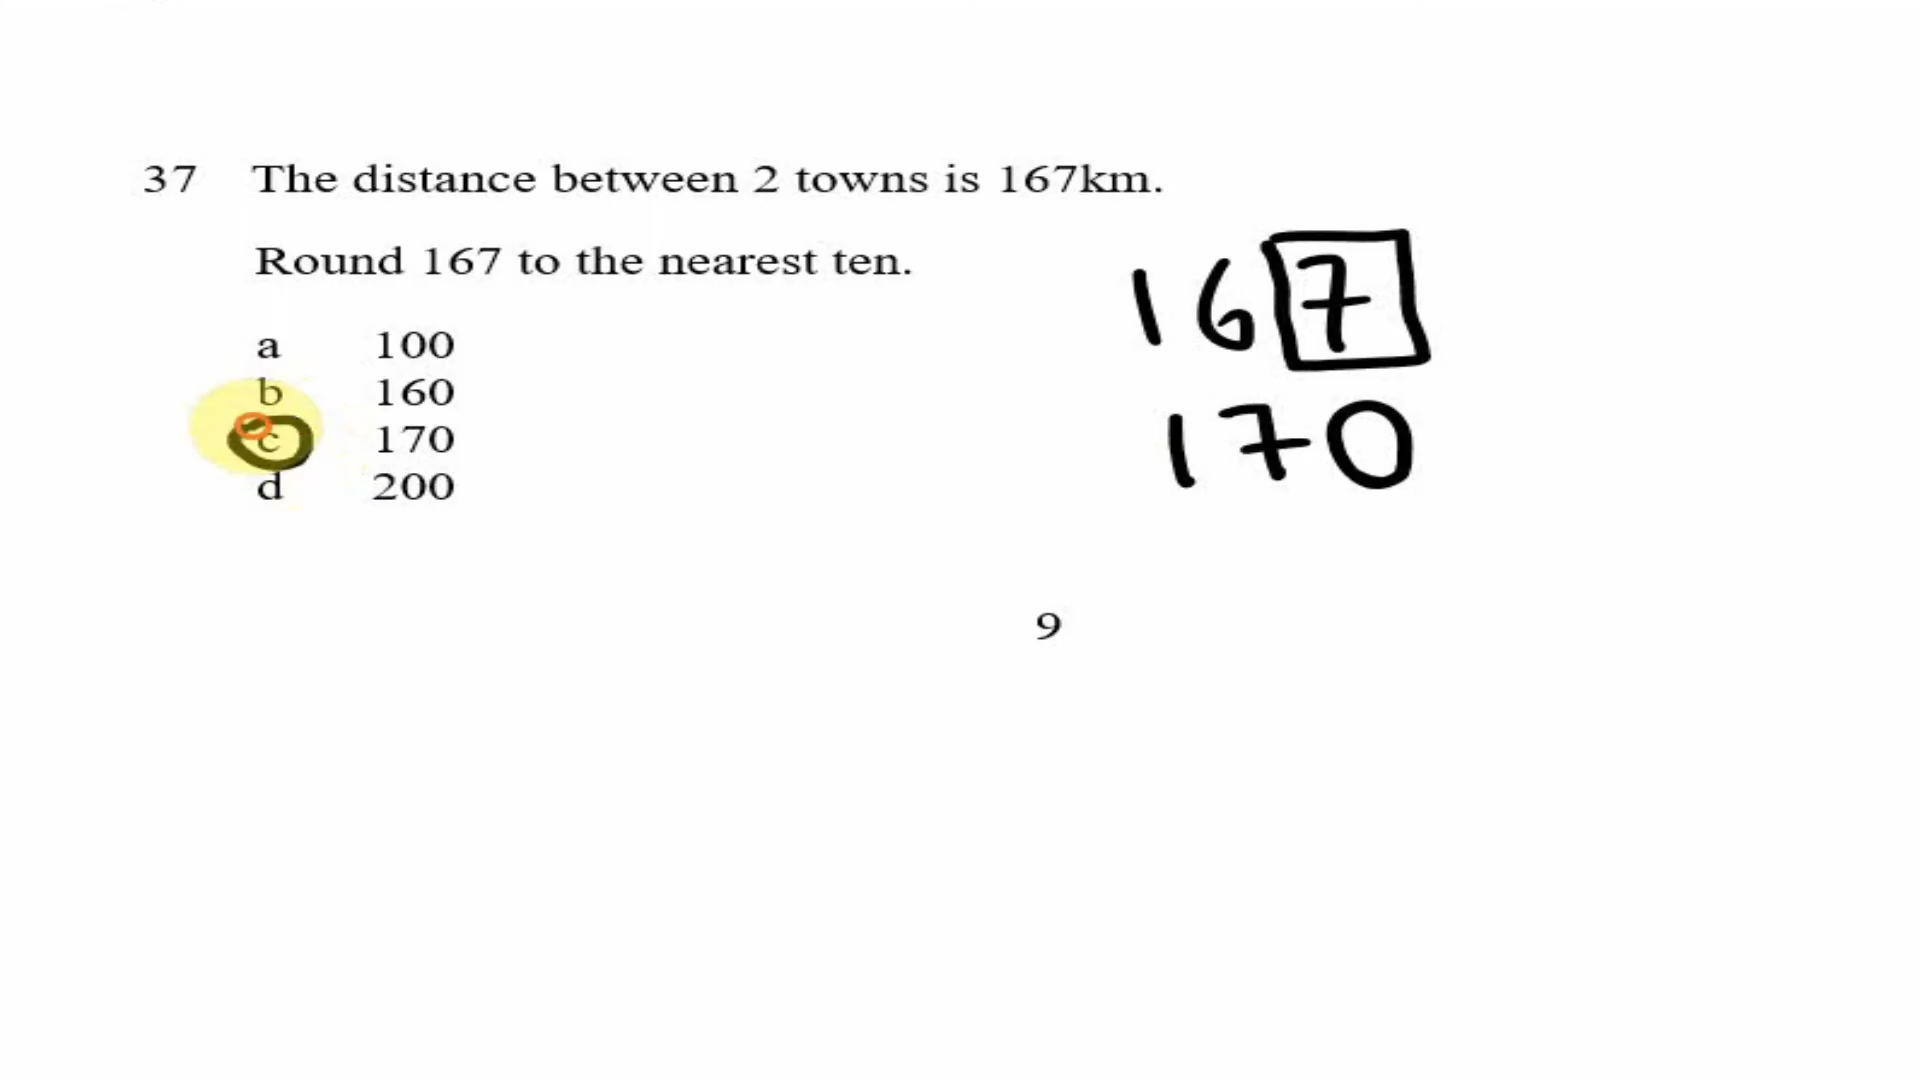 37 The distance between 2 towns is 167km.
Round 167 to the nearest ten.
167
a 100
b 160
c 170
170
d 200
9